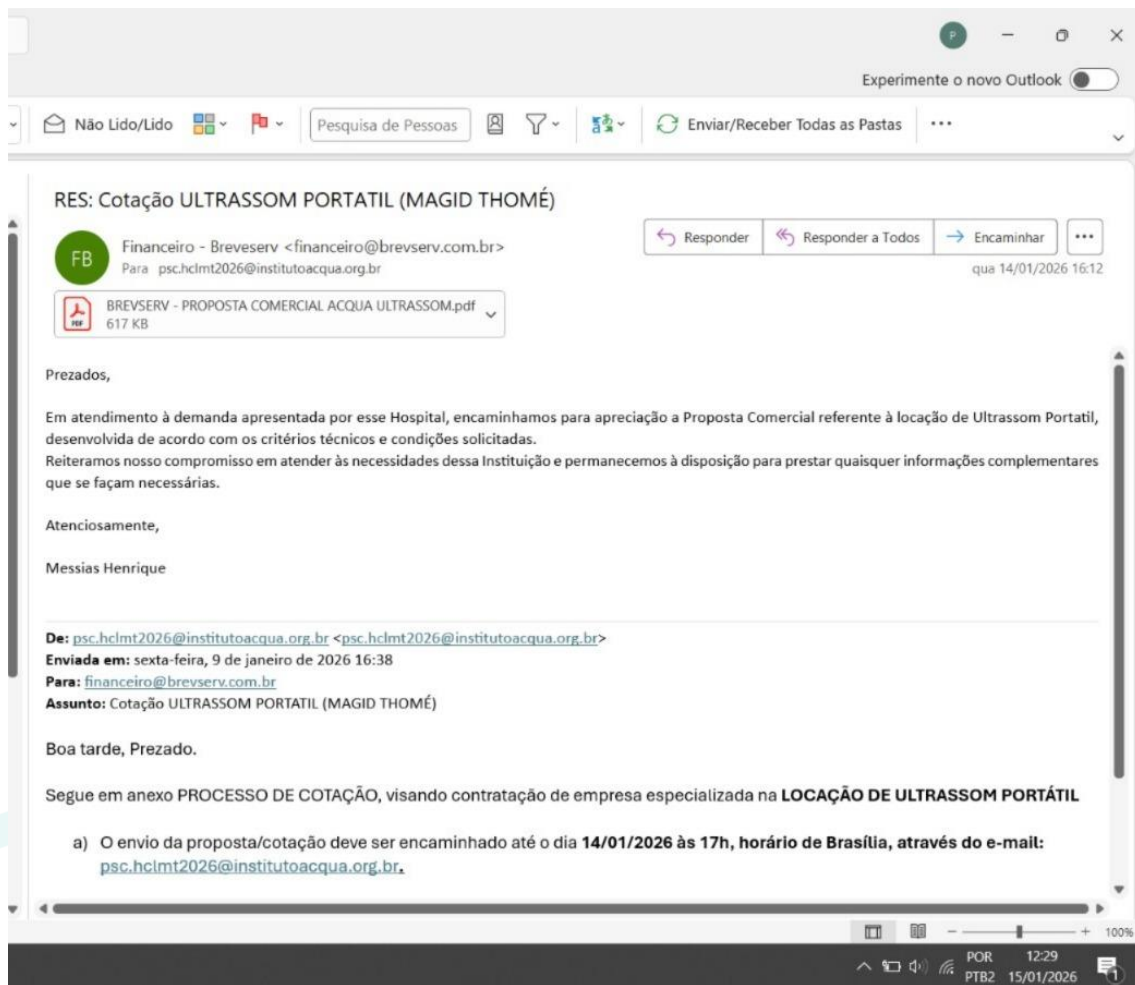 P
Experimente o novo Outlook
Não Lido/Lido
Pesquisa de Pessoas
Enviar/Receber Todas as Pastas
RES: Cotação ULTRASSOM PORTATIL (MAGID THOMÉ)
FB
Financeiro - Breveserv <financeiro@brevserv.com.br>
Para psc.hclmt2026@institutoacqua.org.br
Responder
Responder a Todos
Encaminhar
qua 14/01/2026 16:12
PDF
BREVSERV - PROPOSTA COMERCIAL ACQUA ULTRASSOM.pdf
617 KB
Prezados,
Em atendimento à demanda apresentada por esse Hospital, encaminhamos para apreciação a Proposta Comercial referente à locação de Ultrassom Portatil,
desenvolvida de acordo com os critérios técnicos e condições solicitadas.
Reiteramos nosso compromisso em atender às necessidades dessa Instituição e permanecemos à disposição para prestar quaisquer informações complementares
que se façam necessárias.
Atenciosamente,
Messias Henrique
De: psc.hclmt2026@institutoacqua.org.br <psc.hclmt2026@institutoacqua.org.br>
Enviada em: sexta-feira, 9 de janeiro de 2026 16:38
Para: financeiro@brevserv.com.br
Assunto: Cotação ULTRASSOM PORTATIL (MAGID THOMÉ)
Boa tarde, Prezado.
Segue em anexo PROCESSO DE COTAÇÃO, visando contratação de empresa especializada na LOCAÇÃO DE ULTRASSOM PORTÁTIL
a) O envio da proposta/cotação deve ser encaminhado até o dia 14/01/2026 às 17h, horário de Brasília, através do e-mail:
psc.hclmt2026@institutoacqua.org.br.
100%
POR
12:29
PTB2
15/01/2026
1